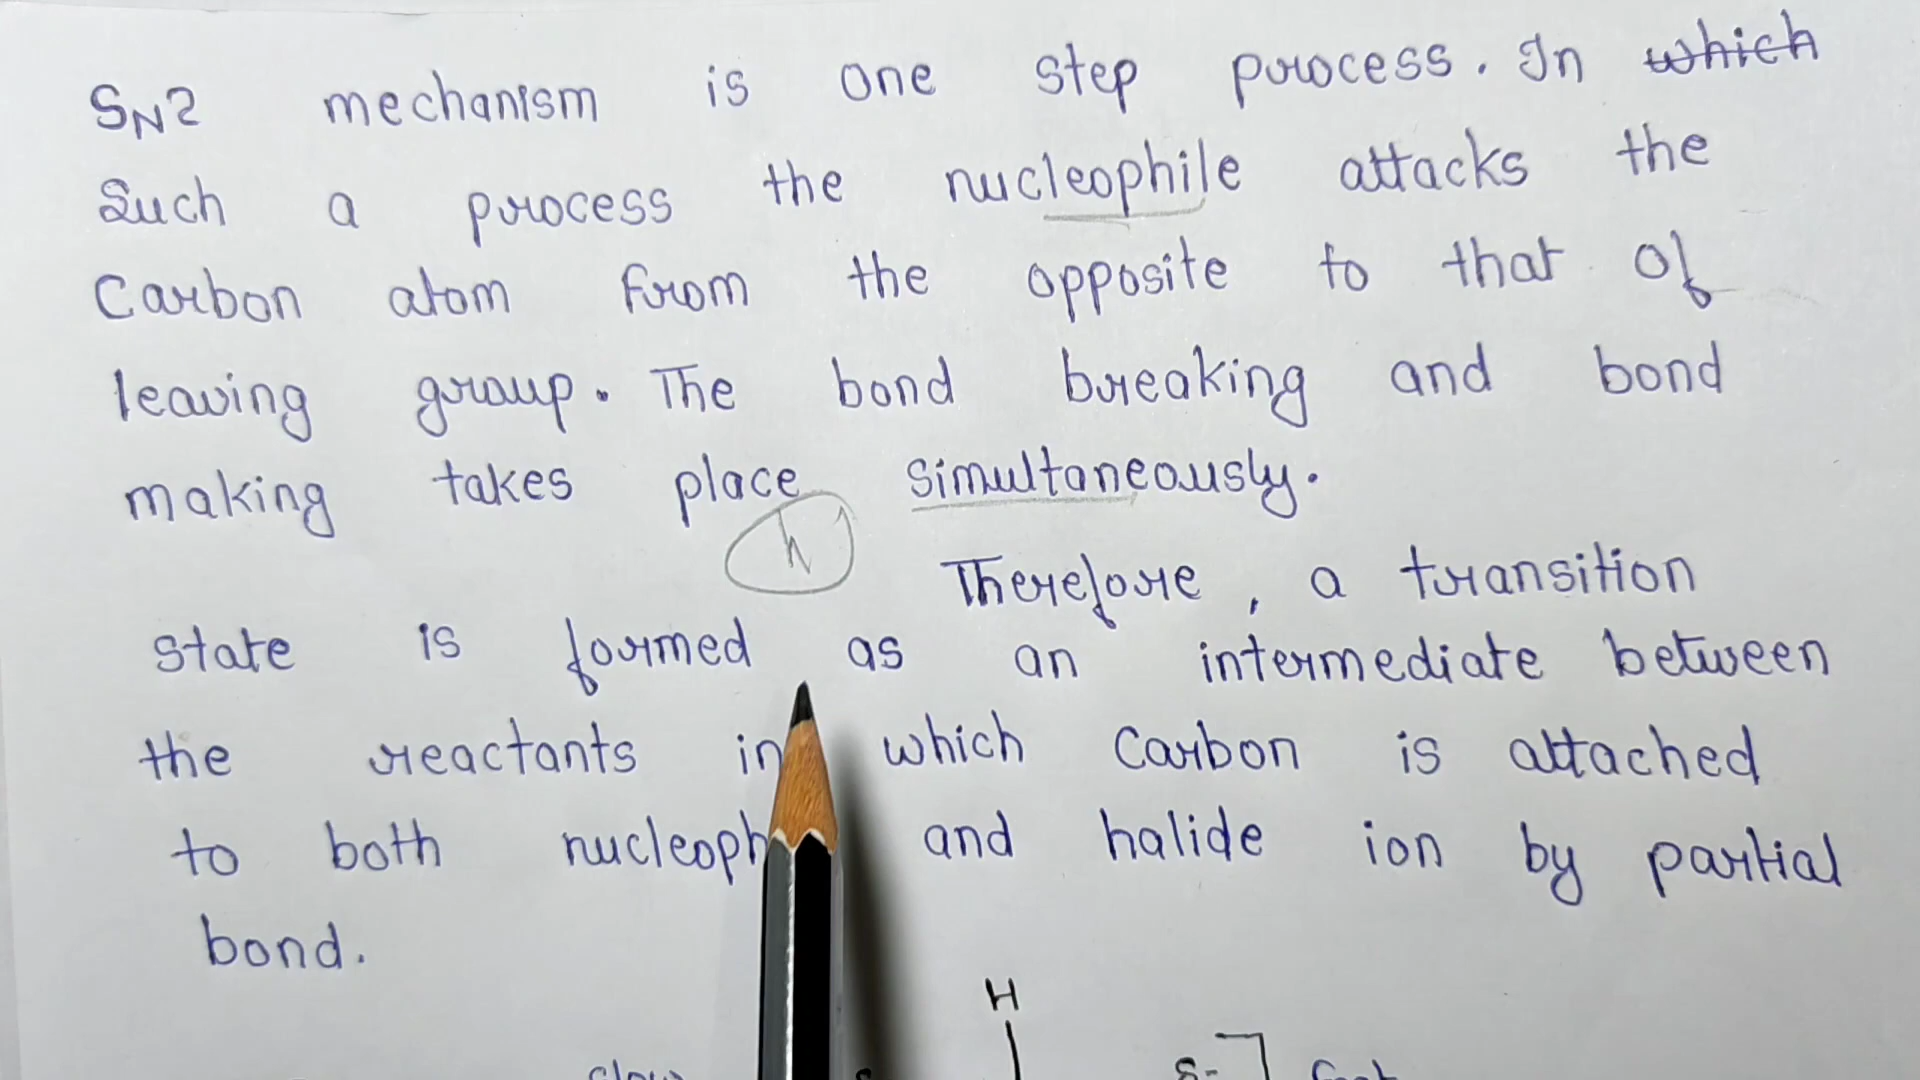 SN2 mechanism is one step process. In which
Such a process the nucleophile attacks the
Carbon atom from the opposite to that of
leaving group. The bond breaking and bond
making takes place simultaneously.
h
Therefore, a transition
state is formed as an intermediate between
the reactants in which Carbon is attached
to both nucleoph and halide ion by partial
bond.
H